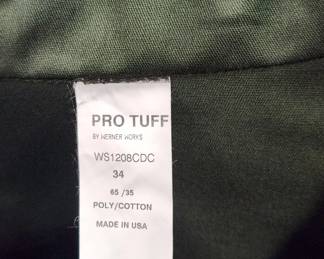 PRO TUFF
BY WERNER WORKS
WS1208CDC
34
65 /35
POLY/COTTON
MADE IN USA